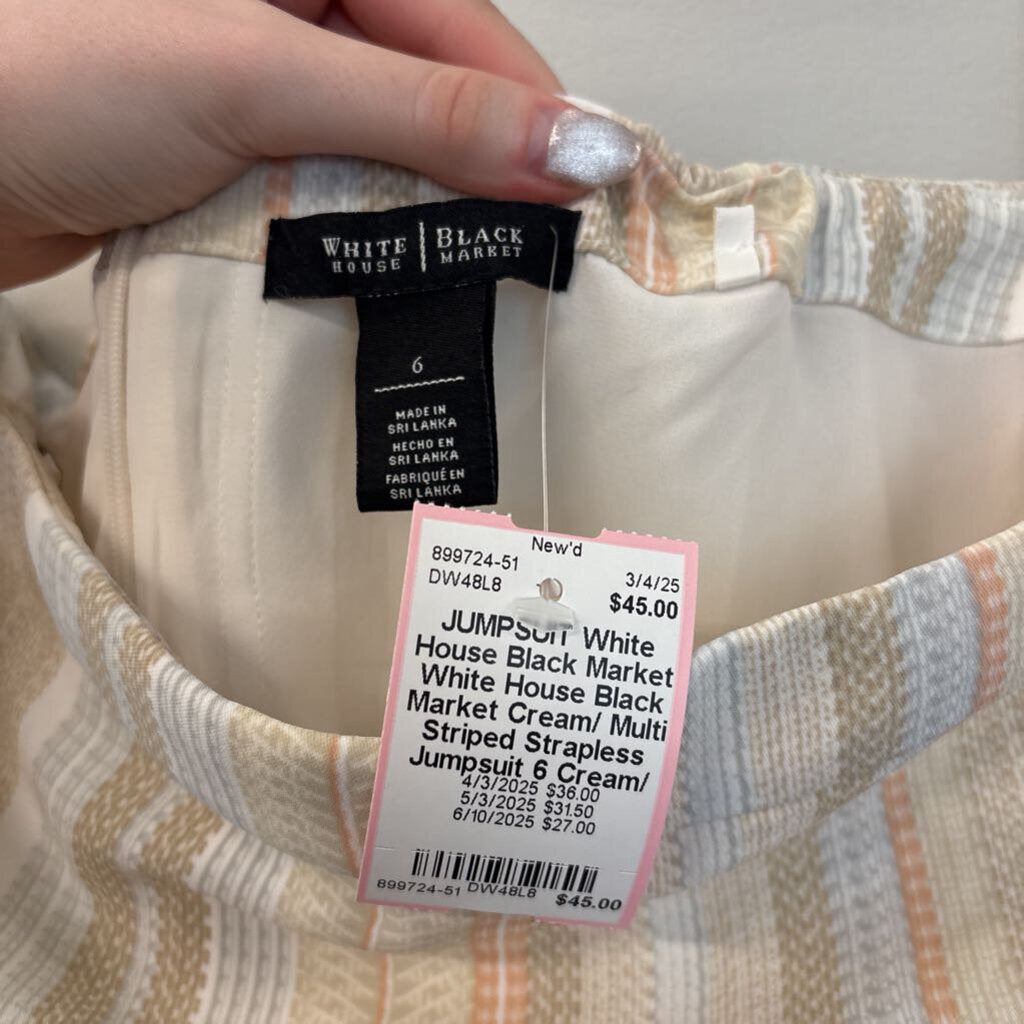 WHITE HOUSE | BLACK MARKET
6
MADE IN
SRI LANKA
HECHO EN
SRI LANKA
FABRIQUÉ EN
SRI LANKA
New'd
899724-51
DW48L8
3/4/25
$45.00
JUMPSUIT White
House Black Market
White House Black
Market Cream/ Multi
Striped Strapless
Jumpsuit 6 Cream/
4/3/2025 $36.00
5/3/2025 $31.50
6/10/2025 $27.00
899724-51 DW48L8 $45.00